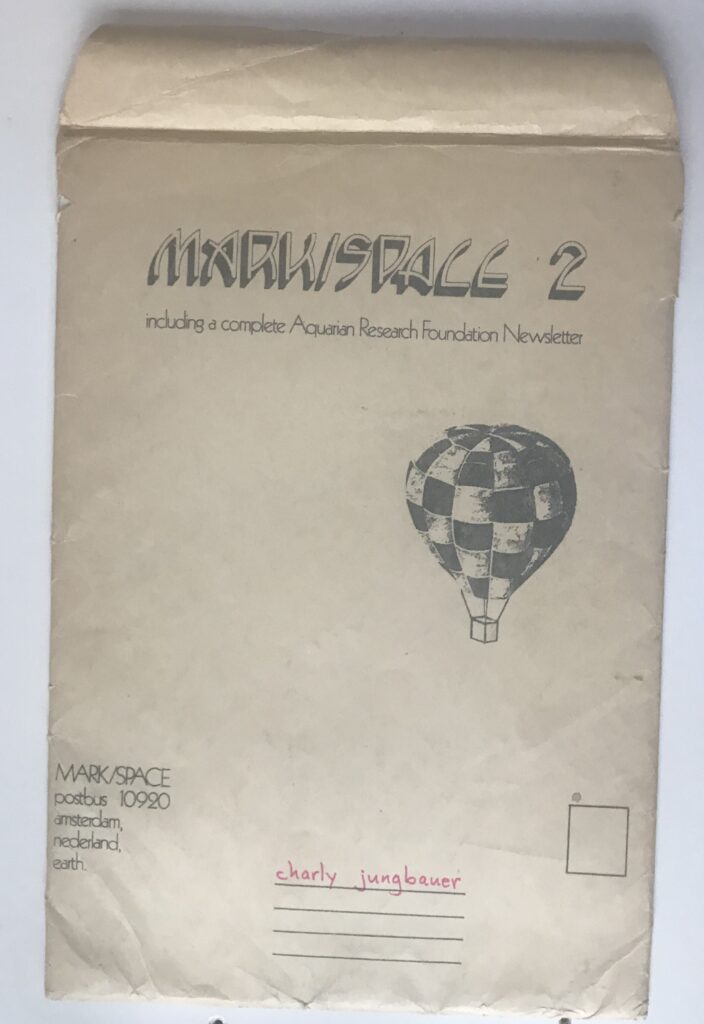 MARK/SPACE 2
including a complete Aquarian Research Foundation Newsletter
MARK/SPACE
postbus 10920
amsterdam,
nederland,
earth.
charly jungbauer